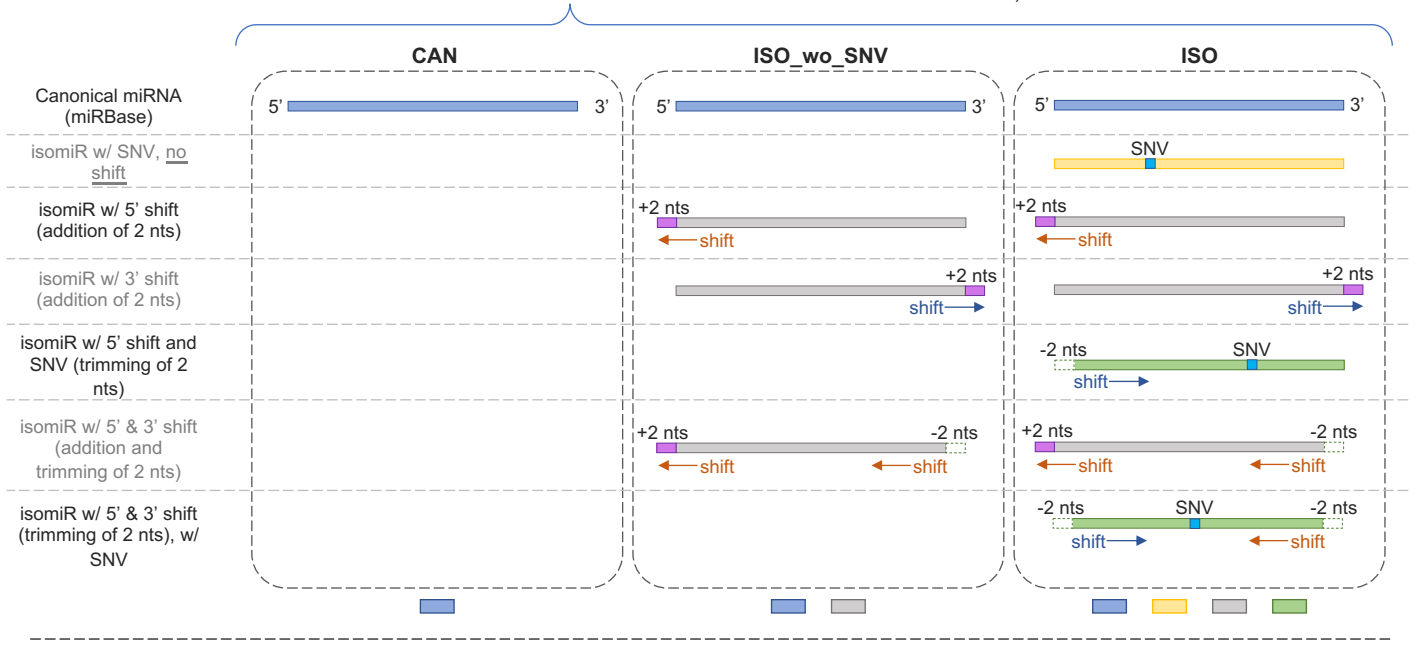 CAN ISO_wo_SNV ISO
Canonical miRNA
(miRBase)
5’ 3’ 5’ 3’ 5’ 3’
isomiR w/ SNV, no
shift
SNV
isomiR w/ 5’ shift
(addition of 2 nts)
+2 nts +2 nts
shift shift
isomiR w/ 3’ shift
(addition of 2 nts)
+2 nts +2 nts
shift shift
isomiR w/ 5’ shift and
SNV (trimming of 2
nts)
-2 nts SNV
shift
isomiR w/ 5’ & 3’ shift
(addition and
trimming of 2 nts)
+2 nts -2 nts +2 nts -2 nts
shift shift shift shift
isomiR w/ 5’ & 3’ shift
(trimming of 2 nts), w/
SNV
-2 nts SNV -2 nts
shift shift